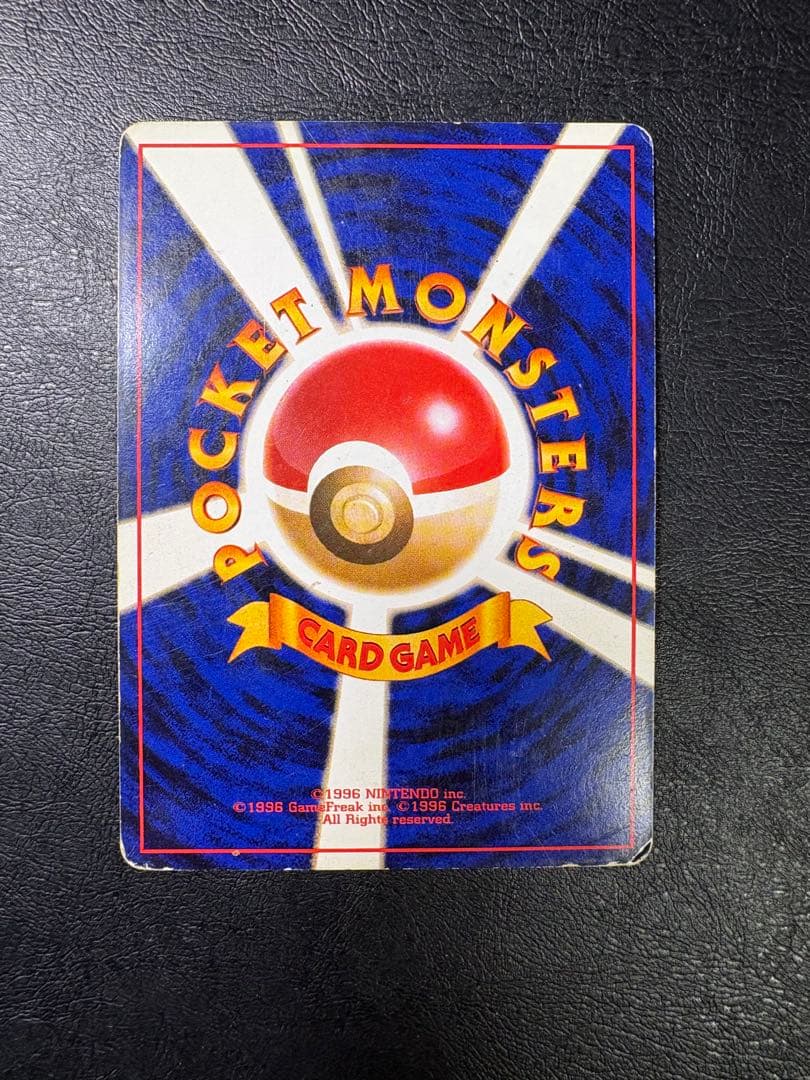 POCKET MONSTERS
CARD GAME
©1996 NINTENDO inc.
©1996 GameFreak inc. ©1996 Creatures inc.
All Rights reserved.